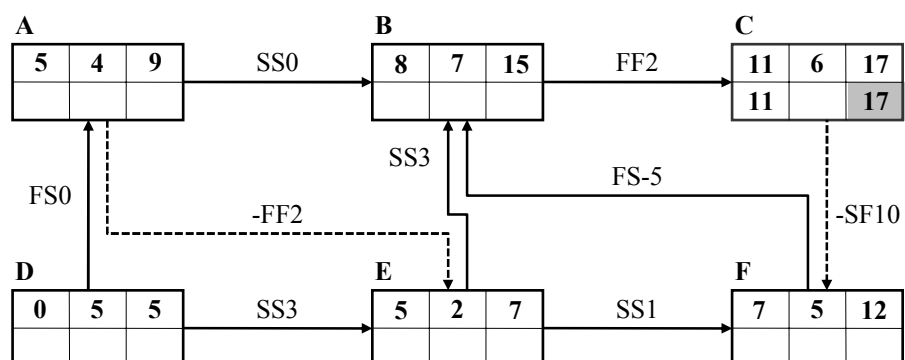 A B C
5 4 9 SS0 8 7 15 FF2 11 6 17
11 17
SS3
FS-5
FS0
-FF2
-SF10
D E F
0 5 5 SS3 5 2 7 SS1 7 5 12